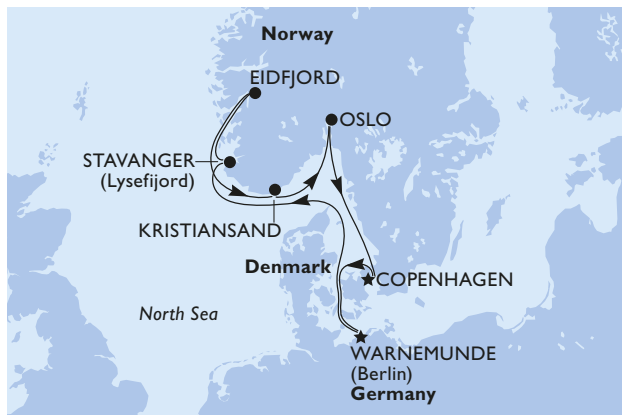 Norway
EIDFJORD
OSLO
STAVANGER
(Lysefijord)
KRISTIANSAND
Denmark
COPENHAGEN
North Sea
WARNEMUNDE
(Berlin)
Germany